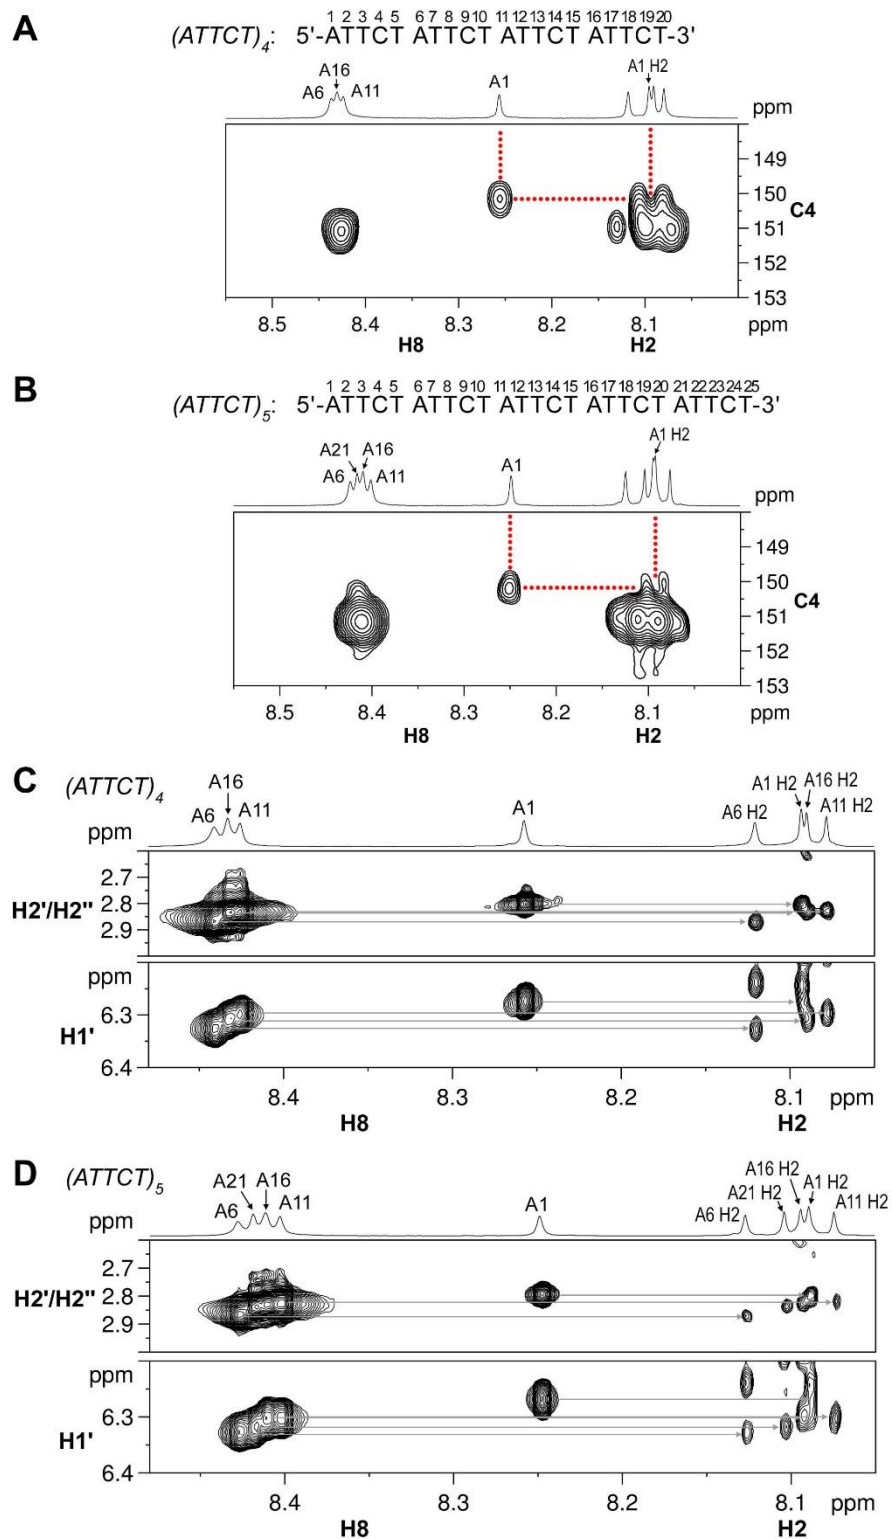 A
1 2 3 4 5 6 7 8 9 10 11 12 13 14 15 16 17 18 19 20
(ATTCT)4: 5'-ATTCT ATTCT ATTCT ATTCT-3'
A16
A6 A11 A1 A1 H2
ppm
149
150
C4
151
152
153
8.5 8.4 8.3 8.2 8.1 ppm
H8 H2
B
1 2 3 4 5 6 7 8 9 10 11 12 13 14 15 16 17 18 19 20 21 22 23 24 25
(ATTCT)5: 5'-ATTCT ATTCT ATTCT ATTCT ATTCT-3'
A21 A16 A1 H2
A6 A11 A1
ppm
149
150
C4
151
152
153
8.5 8.4 8.3 8.2 8.1 ppm
H8 H2
C
(ATTCT)4
A16 A1 H2 A16 H2
A6 A11 A1 A6 H2 A11 H2
ppm
2.7
H2'/H2" 2.8
2.9
ppm
6.3
H1'
6.4
8.4 8.3 8.2 8.1 ppm
H8 H2
D
(ATTCT)5
A21 A16 A16 H2 A1 H2
A6 A11 A1 A6 H2 A21 H2 A11 H2
ppm
2.7
H2'/H2" 2.8
2.9
ppm
6.3
H1'
6.4
8.4 8.3 8.2 8.1 ppm
H8 H2